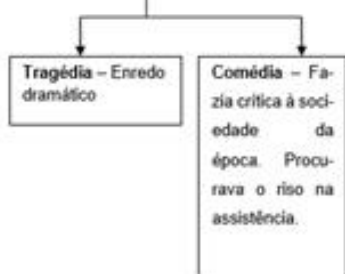 Tragédia – Enredo
dramático
Comédia – Fa-
zia crítica à soci-
edade da
época. Procu-
rava o riso na
assistência.